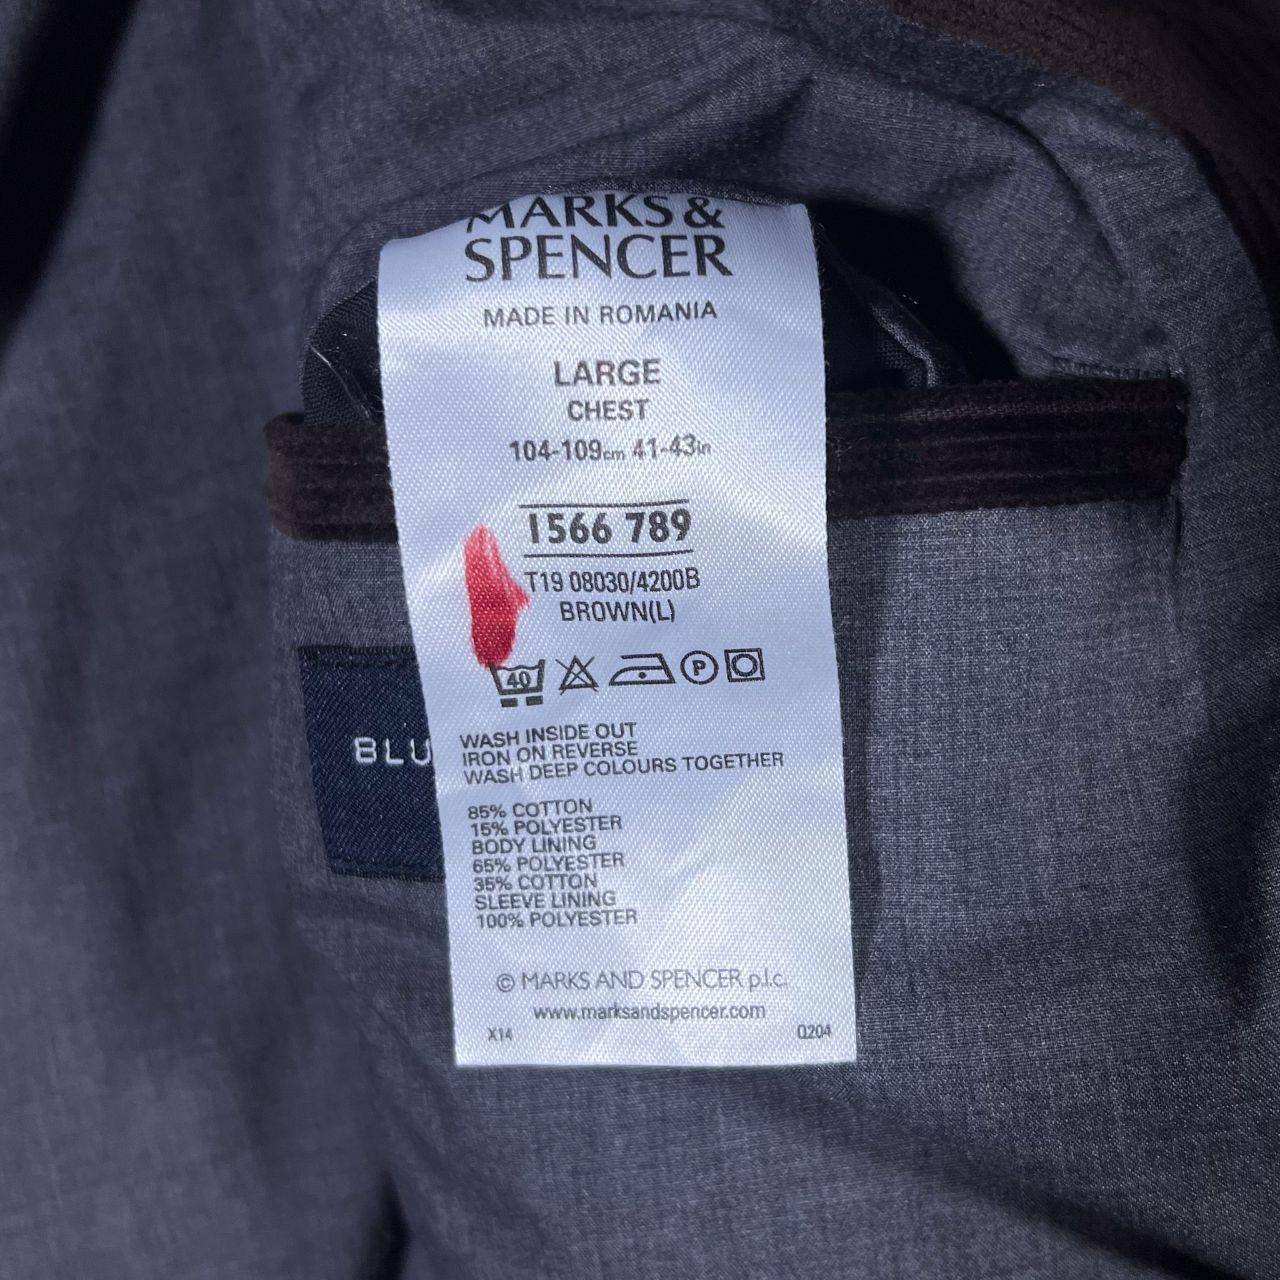 MARKS &
SPENCER
MADE IN ROMANIA
LARGE
CHEST
104-109cm 41-43in
1566 789
T19 08030/4200B
BROWN(L)
40
P
BLU
WASH INSIDE OUT
IRON ON REVERSE
WASH DEEP COLOURS TOGETHER
85% COTTON
15% POLYESTER
BODY LINING
65% POLYESTER
35% COTTON
SLEEVE LINING
100% POLYESTER
© MARKS AND SPENCER p.l.c.
www.marksandspencer.com
X14 Q204